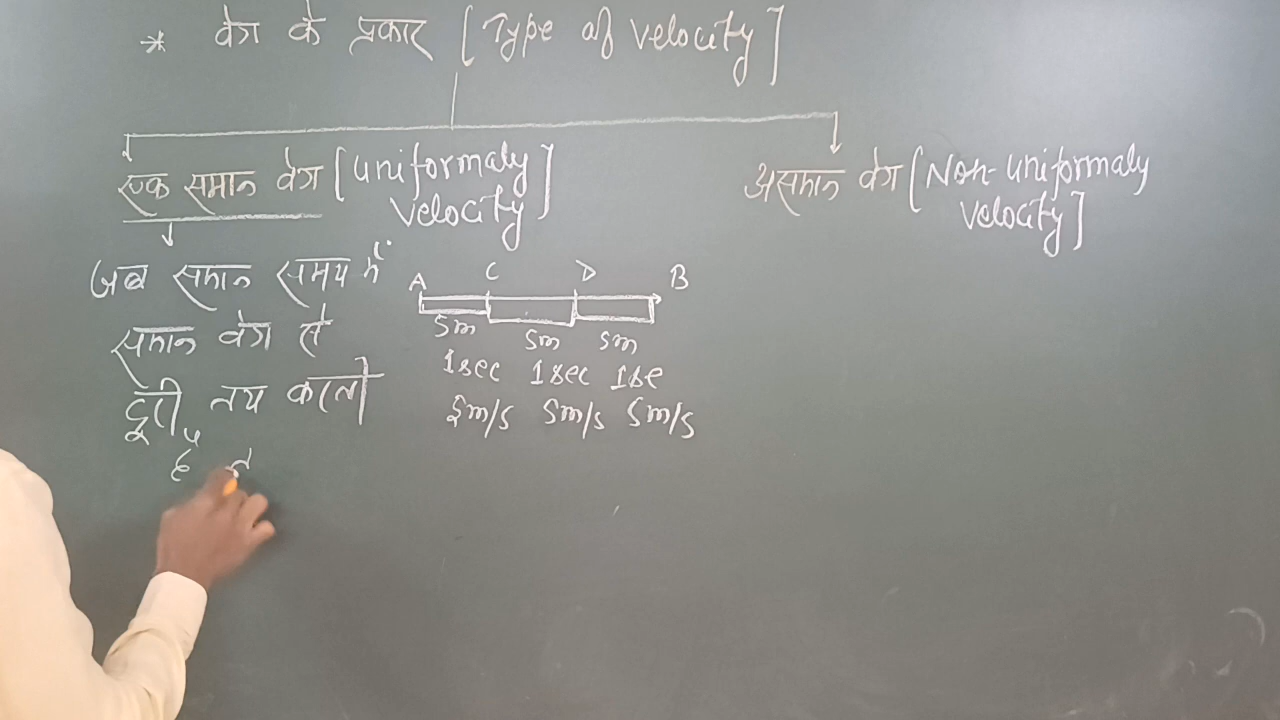 * वेग के प्रकार [Type of velocity]
एक समान वेग [Uniformaly velocity]
असमान वेग [Non-uniformaly velocity]
जब समान समय में
समान वेग से
दूरी तय करती
है त
A C D B
5m 5m 5m
1sec 1sec 1se
5m/s 5m/s 5m/s